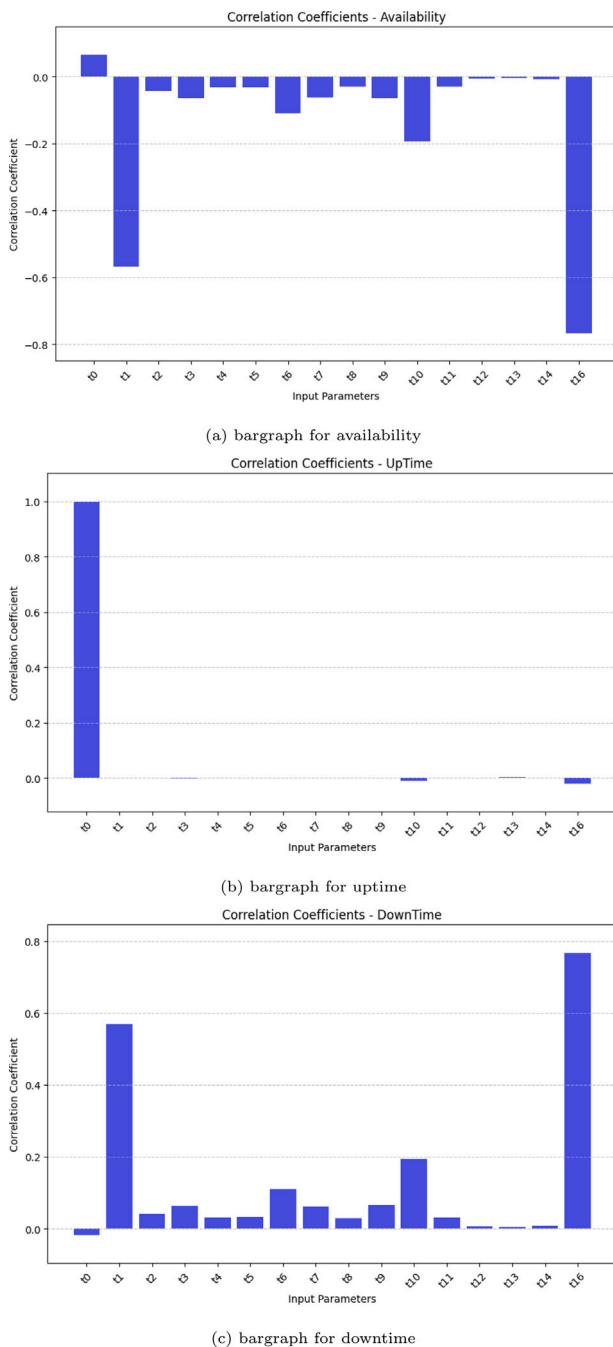 Correlation Coefficients - Availability
0.0
−0.2
−0.4
−0.6
−0.8
Correlation Coefficient
t0 t1 t2 t3 t4 t5 t6 t7 t8 t9 t10 t11 t12 t13 t14 t16
Input Parameters
(a) bargraph for availability
Correlation Coefficients - UpTime
1.0
0.8
0.6
0.4
0.2
0.0
Correlation Coefficient
t0 t1 t2 t3 t4 t5 t6 t7 t8 t9 t10 t11 t12 t13 t14 t16
Input Parameters
(b) bargraph for uptime
Correlation Coefficients - DownTime
0.8
0.6
0.4
0.2
0.0
Correlation Coefficient
t0 t1 t2 t3 t4 t5 t6 t7 t8 t9 t10 t11 t12 t13 t14 t16
Input Parameters
(c) bargraph for downtime